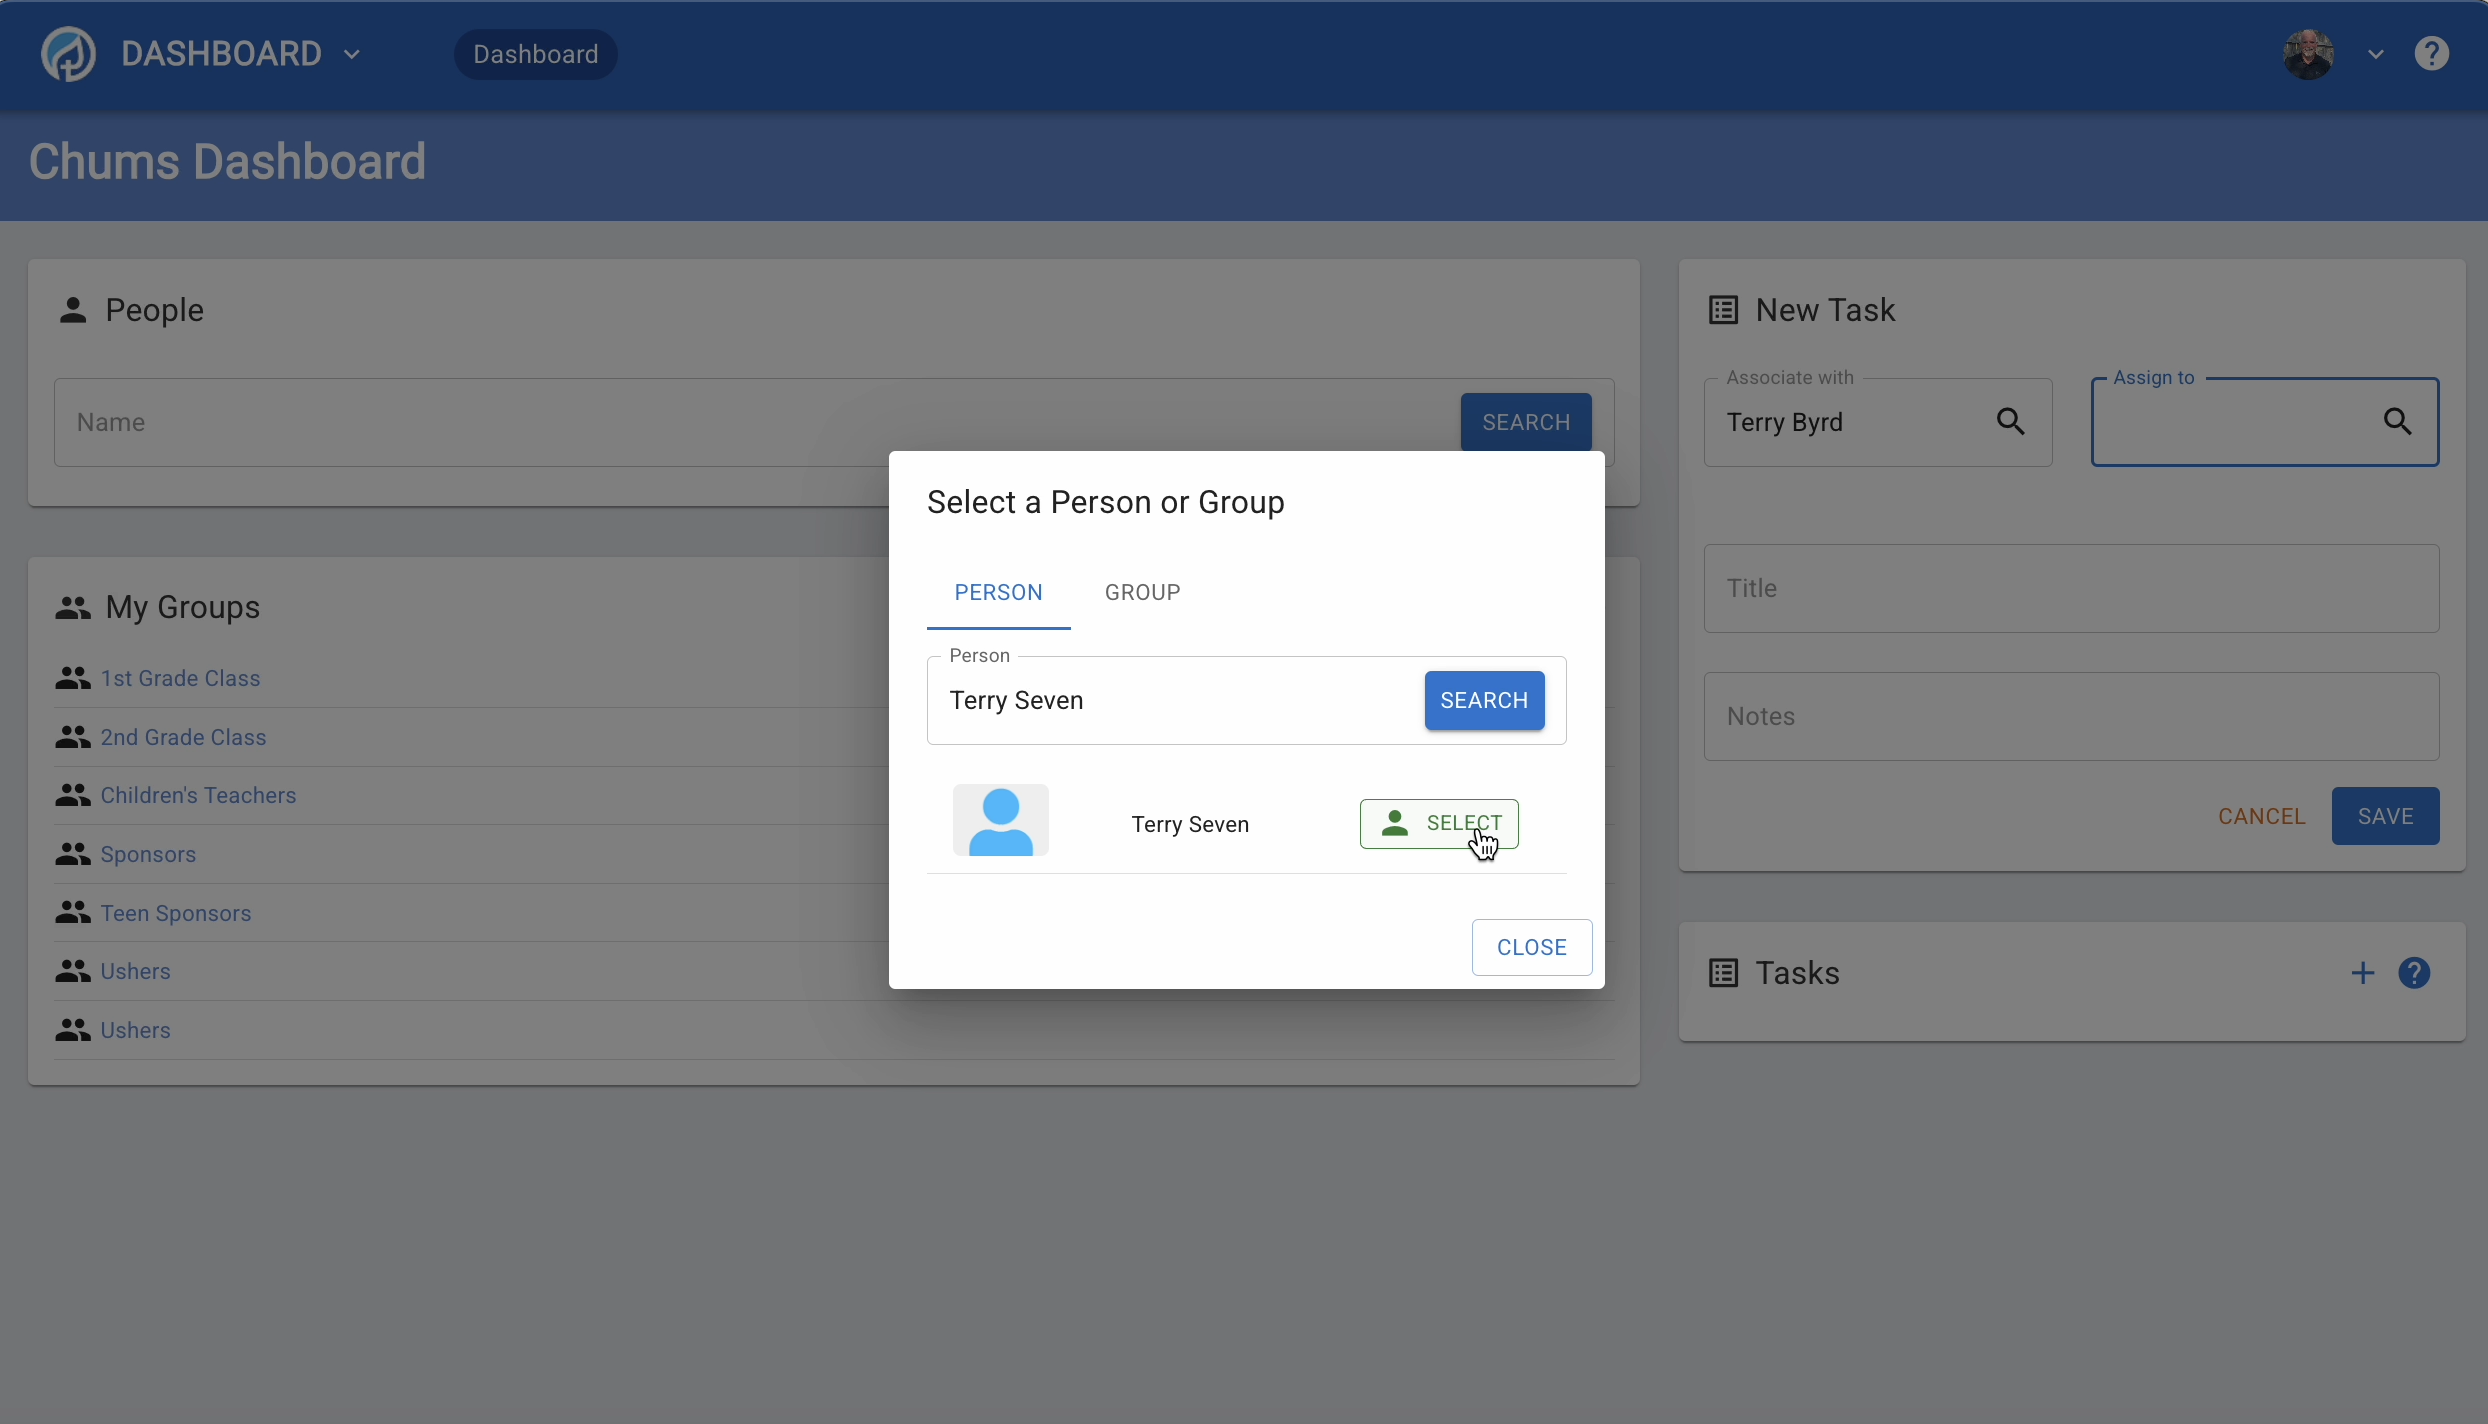 DASHBOARD
Dashboard
Chums Dashboard
People
Name
SEARCH
My Groups
1st Grade Class
2nd Grade Class
Children's Teachers
Sponsors
Teen Sponsors
Ushers
Ushers
Select a Person or Group
PERSON
GROUP
Person
Terry Seven
SEARCH
Terry Seven
SELECT
CLOSE
New Task
Associate with
Terry Byrd
Assign to
Title
Notes
CANCEL
SAVE
Tasks